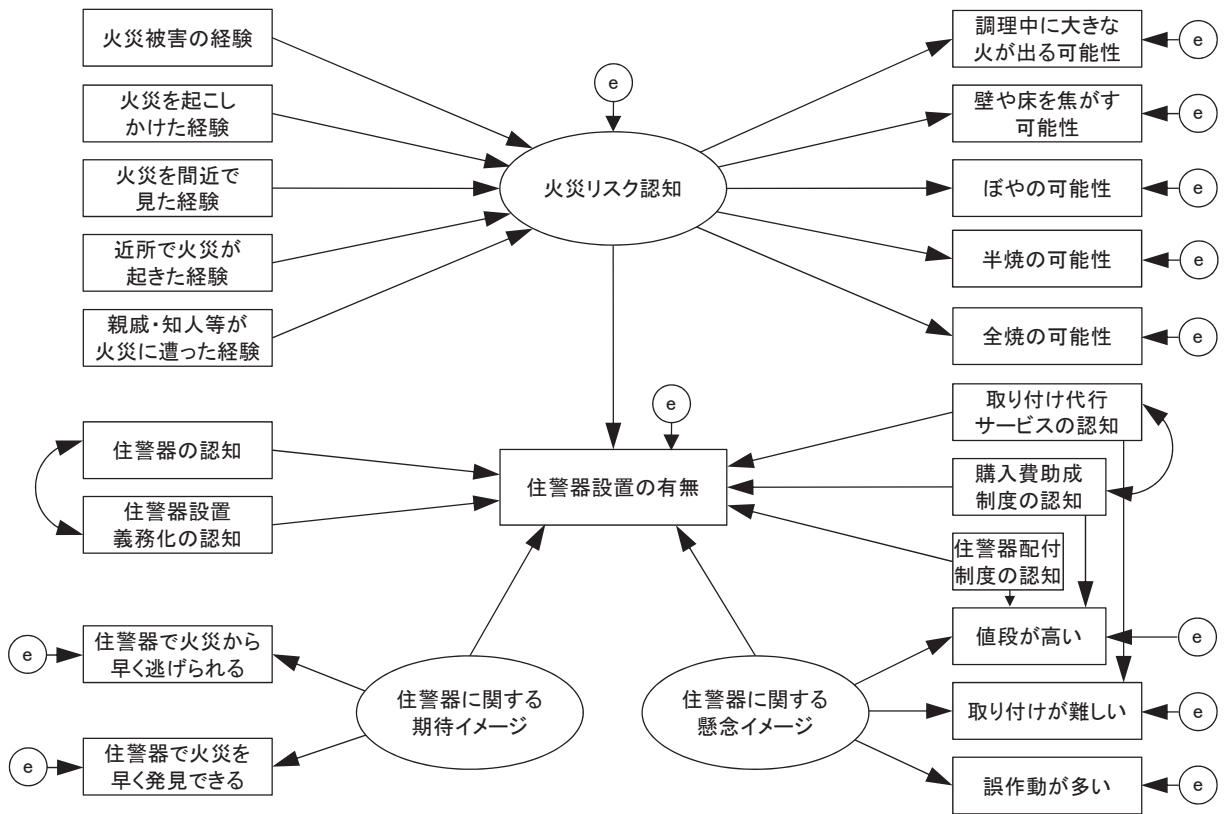 火災被害の経験
火災を起こし
かけた経験
火災を間近で
見た経験
近所で火災が
起きた経験
親戚・知人等が
火災に遭った経験
e
火災リスク認知
調理中に大きな
火が出る可能性
e
壁や床を焦がす
可能性
e
ぼやの可能性
e
半焼の可能性
e
全焼の可能性
e
住警器の認知
住警器設置
義務化の認知
e
住警器設置の有無
取り付け代行
サービスの認知
購入費助成
制度の認知
住警器配付
制度の認知
e
住警器で火災から
早く逃げられる
e
住警器で火災を
早く発見できる
住警器に関する
期待イメージ
住警器に関する
懸念イメージ
値段が高い
e
取り付けが難しい
e
誤作動が多い
e